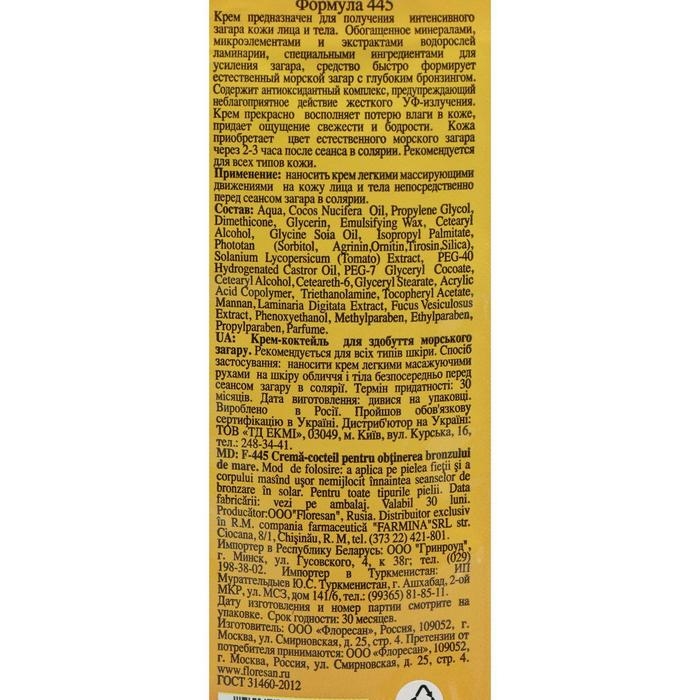 Формула 445
Крем предназначен для получения интенсивного
загара кожи лица и тела. Обогащенное минералами,
микроэлементами и экстрактами водорослей
ламинарии, специальными ингредиентами для
усиления загара, средство быстро формирует
естественный морской загар с глубоким бронзингом.
Содержит антиоксидантный комплекс, предупреждающий
неблагоприятное действие жесткого УФ-излучения.
Крем прекрасно восполняет потерю влаги в коже,
придает ощущение свежести и бодрости. Кожа
приобретает цвет естественного морского загара
через 2-3 часа после сеанса в солярии. Рекомендуется
для всех типов кожи.
Применение: наносить крем легкими массирующими
движениями на кожу лица и тела непосредственно
перед сеансом загара в солярии.
Состав: Aqua, Cocos Nucifera Oil, Propylene Glycol,
Dimethicone, Glycerin, Emulsifying Wax, Cetearyl
Alcohol, Glycine Soia Oil, Isopropyl Palmitate,
Phototan (Sorbitol, Agrinin,Ornitin,Tirosin,Silica),
Solanium Lycopersicum (Tomato) Extract, PEG-40
Hydrogenated Castror Oil, PEG-7 Glyceryl Cocoate,
Cetearyl Alcohol, Ceteareth-6, Glyceryl Stearate, Acrylic
Acid Copolymer, Triethanolamine, Tocopheryl Acetate,
Mannan, Laminaria Digitata Extract, Fucus Vesiculosus
Extract, Phenoxyethanol, Methylparaben, Ethylparaben,
Propylparaben, Parfume.
UA: Крем-коктейль для здобуття морського
загару. Рекомендується для всіх типів шкіри. Спосіб
застосування: наносити крем легкими масажуючими
рухами на шкіру обличчя і тіла безпосередньо перед
сеансом загару в солярії. Термін придатності: 30
місяців. Дата виготовлення: дивися на упаковці.
Вироблено в Росії. Пройшов обов'язкову
сертифікацію в Україні. Дистриб'ютор на Україні:
ТОВ «ТД ЕКМІ», 03049, м. Київ, вул. Курська, 16,
тел.: 248-34-41.
MD: F-445 Cremă-cocteil pentru obţinerea bronzului
de mare. Mod de folosire: a aplica pe pielea fieţii şi a
corpului masînd uşor nemijlocit înnaintea seanselor de
bronzare în solar. Pentru toate tipurile pielii. Data
fabricării: vezi pe ambalaj. Valabil 30 luni.
Producător:OOO"Floresan", Rusia. Distribuitor exclusiv
în R.M. compania farmaceutică "FARMINA"SRL str.
Ciocana, 8/1, Chişinău, R. M, tel. (373 22) 421-801.
Импортер в Республику Беларусь: ООО "Гринроуд",
г. Минск, ул. Гусовского, 4, к 38г; тел. (029)
198-38-02. Импортер в Туркменистан: ИП
Муратгелдыев Ю.С. Туркменистан, г. Ашхабад, 2-ой
МКР, ул. МСЗ, дом 141/6, тел.: (99365) 81-85-11.
Дату изготовления и номер партии смотрите на
упаковке. Срок годности: 30 месяцев.
Изготовитель: ООО «Флоресан», Россия, 109052, г.
Москва, ул. Смирновская, д. 25, стр. 4. Претензии от
потребителя принимаются: ООО «Флоресан», 109052,
г. Москва, Россия, ул. Смирновская, д. 25, стр. 4.
www.floresan.ru
ГОСТ 31460-2012